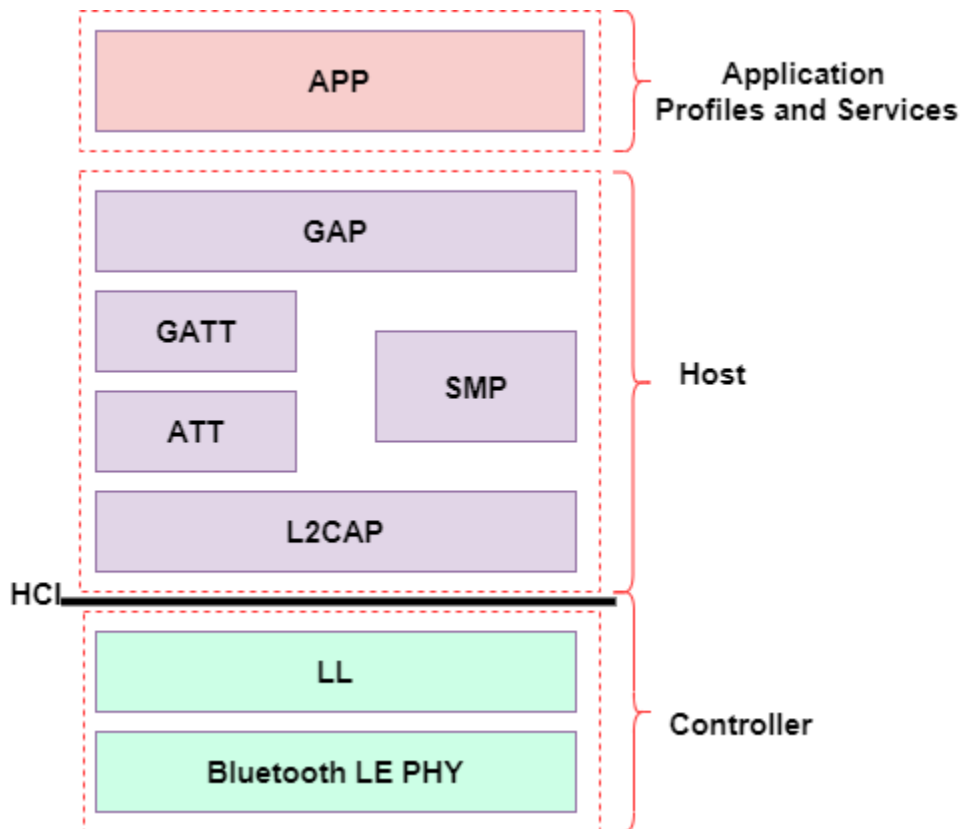 APP
Application
Profiles and Services
GAP
GATT
SMP
ATT
Host
L2CAP
HCI
LL
Controller
Bluetooth LE PHY